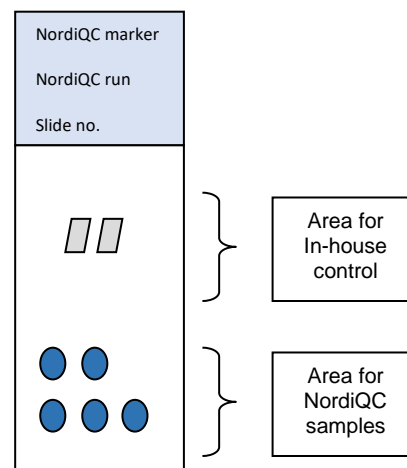 NordiQC marker
NordiQC run
Slide no.
Area for
In-house
control
Area for
NordiQC
samples